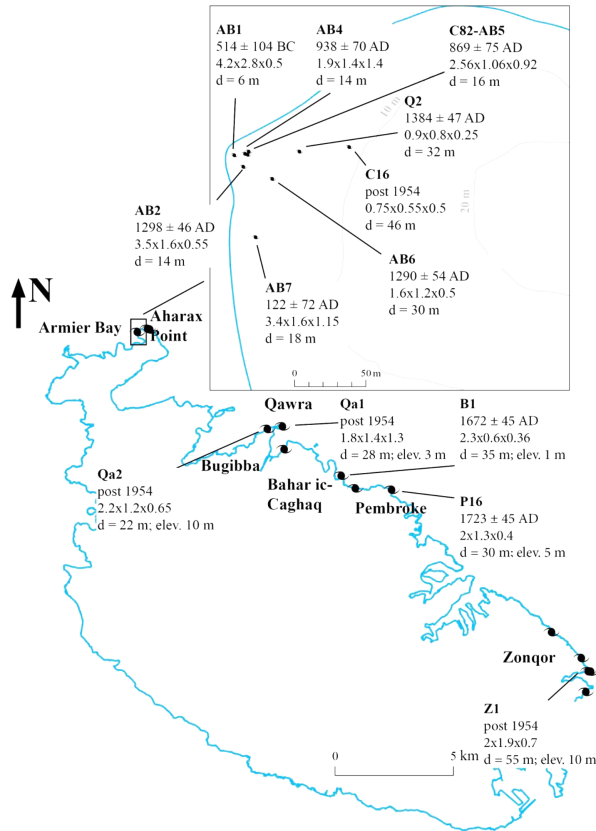 AB1
514 ± 104 BC
4.2x2.8x0.5
d = 6 m
AB4
938 ± 70 AD
1.9x1.4x1.4
d = 14 m
C82-AB5
869 ± 75 AD
2.56x1.06x0.92
d = 16 m
10 m
Q2
1384 ± 47 AD
0.9x0.8x0.25
d = 32 m
C16
post 1954
0.75x0.55x0.5
d = 46 m
20 m
AB2
1298 ± 46 AD
3.5x1.6x0.55
d = 14 m
AB6
1290 ± 54 AD
1.6x1.2x0.5
d = 30 m
AB7
122 ± 72 AD
3.4x1.6x1.15
d = 18 m
0
50 m
N
Armier Bay
Aharax
Point
Qawra
Qa1
post 1954
1.8x1.4x1.3
d = 28 m; elev. 3 m
B1
1672 ± 45 AD
2.3x0.6x0.36
d = 35 m; elev. 1 m
Bugibba
Qa2
post 1954
2.2x1.2x0.65
d = 22 m; elev. 10 m
Bahar ic-
Caghaq
Pembroke
P16
1723 ± 45 AD
2x1.3x0.4
d = 30 m; elev. 5 m
Zonqor
Z1
post 1954
2x1.9x0.7
d = 55 m; elev. 10 m
0
5 km